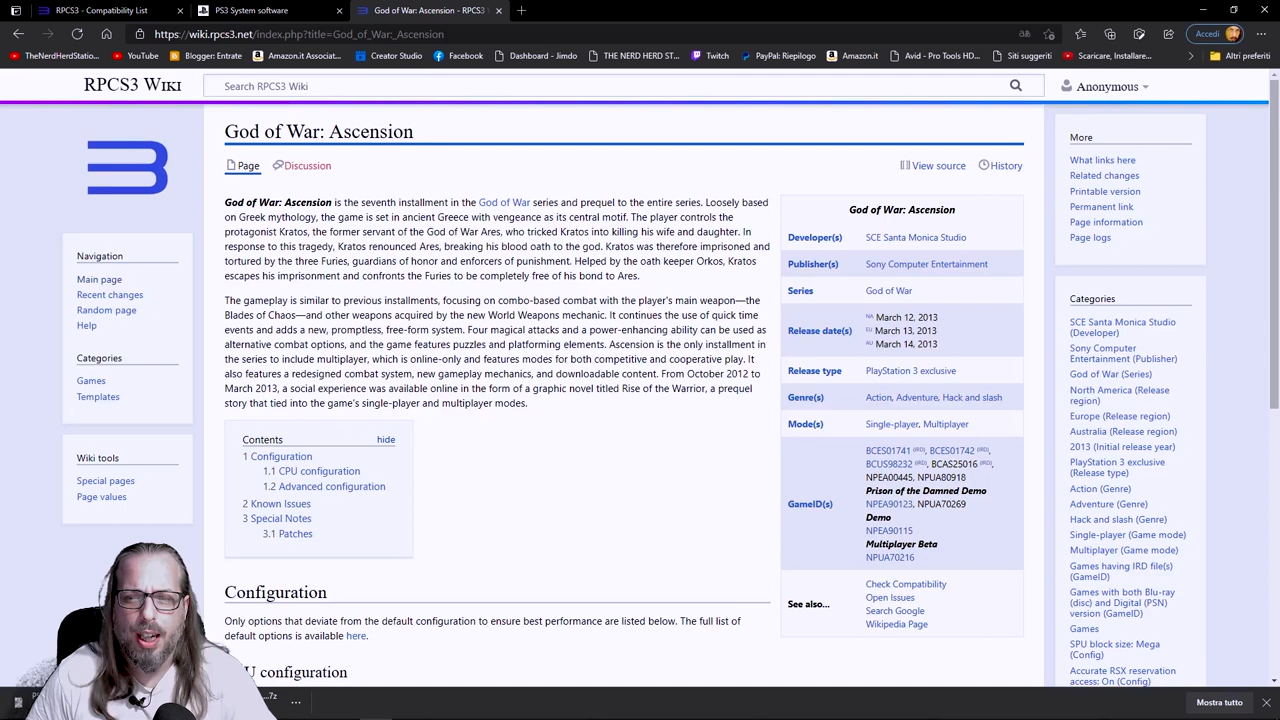 RPCS3 - Compatibility List
PS3 System software
God of War: Ascension - RPCS3
https://wiki.rpcs3.net/index.php?title=God_of_War:_Ascension
Accedi
TheNerdHerdStation...
YouTube
Blogger: Entrate
Amazon.it Associato...
Creator Studio
Facebook
Dashboard - Jimdo
THE NERD HERD ST...
Twitch
PayPal: Riepilogo
Amazon.it
Avid - Pro Tools HD...
Siti suggeriti
Scaricare, Installare...
Altri preferiti
RPCS3 Wiki
Search RPCS3 Wiki
Anonymous
Navigation
Main page
Recent changes
Random page
Help
Categories
Games
Templates
Wiki tools
Special pages
Page values
God of War: Ascension
Page
Discussion
View source
History
God of War: Ascension is the seventh installment in the God of War series and prequel to the entire series. Loosely based
on Greek mythology, the game is set in ancient Greece with vengeance as its central motif. The player controls the
protagonist Kratos, the former servant of the God of War Ares, who tricked Kratos into killing his wife and daughter. In
response to this tragedy, Kratos renounced Ares, breaking his blood oath to the god. Kratos was therefore imprisoned and
tortured by the three Furies, guardians of honor and enforcers of punishment. Helped by the oath keeper Orkos, Kratos
escapes his imprisonment and confronts the Furies to be completely free of his bond to Ares.
The gameplay is similar to previous installments, focusing on combo-based combat with the player's main weapon—the
Blades of Chaos—and other weapons acquired by the new World Weapons mechanic. It continues the use of quick time
events and adds a new, promptless, free-form system. Four magical attacks and a power-enhancing ability can be used as
alternative combat options, and the game features puzzles and platforming elements. Ascension is the only installment in
the series to include multiplayer, which is online-only and features modes for both competitive and cooperative play. It
also features a redesigned combat system, new gameplay mechanics, and downloadable content. From October 2012 to
March 2013, a social experience was available online in the form of a graphic novel titled Rise of the Warrior, a prequel
story that tied into the game's single-player and multiplayer modes.
Contents hide
1 Configuration
1.1 CPU configuration
1.2 Advanced configuration
2 Known Issues
3 Special Notes
3.1 Patches
Configuration
Only options that deviate from the default configuration to ensure best performance are listed below. The full list of
default options is available here.
U configuration
God of War: Ascension
Developer(s) SCE Santa Monica Studio
Publisher(s) Sony Computer Entertainment
Series God of War
Release date(s)
NA March 12, 2013
EU March 13, 2013
AU March 14, 2013
Release type PlayStation 3 exclusive
Genre(s) Action, Adventure, Hack and slash
Mode(s) Single-player, Multiplayer
GameID(s)
BCES01741 (IRD), BCES01742 (IRD),
BCUS98232 (IRD), BCAS25016 (IRD),
NPEA00445, NPUA80918
Prison of the Damned Demo
NPEA90123, NPUA70269
Demo
NPEA90115
Multiplayer Beta
NPUA70216
See also...
Check Compatibility
Open Issues
Search Google
Wikipedia Page
More
What links here
Related changes
Printable version
Permanent link
Page information
Page logs
Categories
SCE Santa Monica Studio
(Developer)
Sony Computer
Entertainment (Publisher)
God of War (Series)
North America (Release
region)
Europe (Release region)
Australia (Release region)
2013 (Initial release year)
PlayStation 3 exclusive
(Release type)
Action (Genre)
Adventure (Genre)
Hack and slash (Genre)
Single-player (Game mode)
Multiplayer (Game mode)
Games having IRD file(s)
(GameID)
Games with both Blu-ray
(disc) and Digital (PSN)
version (GameID)
Games
SPU block size: Mega
(Config)
Accurate RSX reservation
access: On (Config)
...7z
Mostra tutto